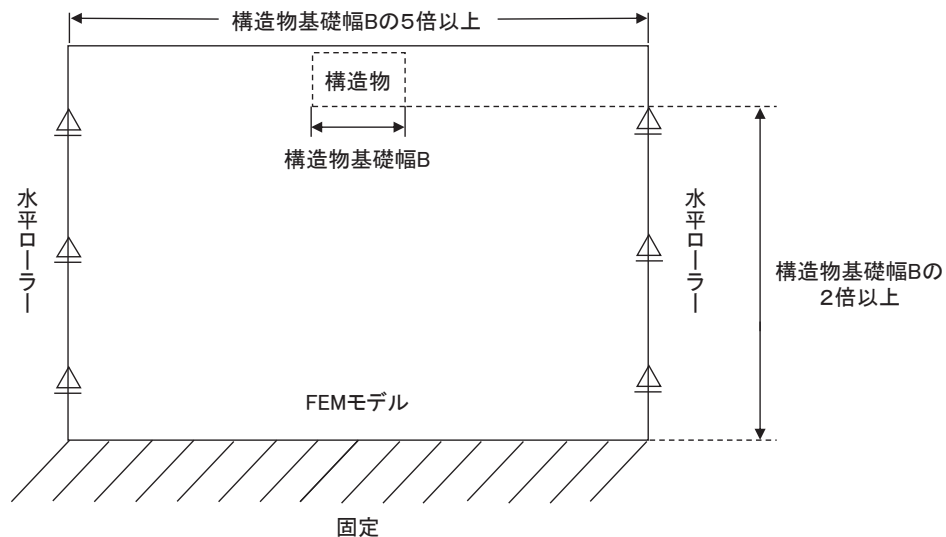 構造物基礎幅Bの5倍以上
構造物
構造物基礎幅B
水平ローラー
水平ローラー
構造物基礎幅Bの
2倍以上
FEMモデル
固定